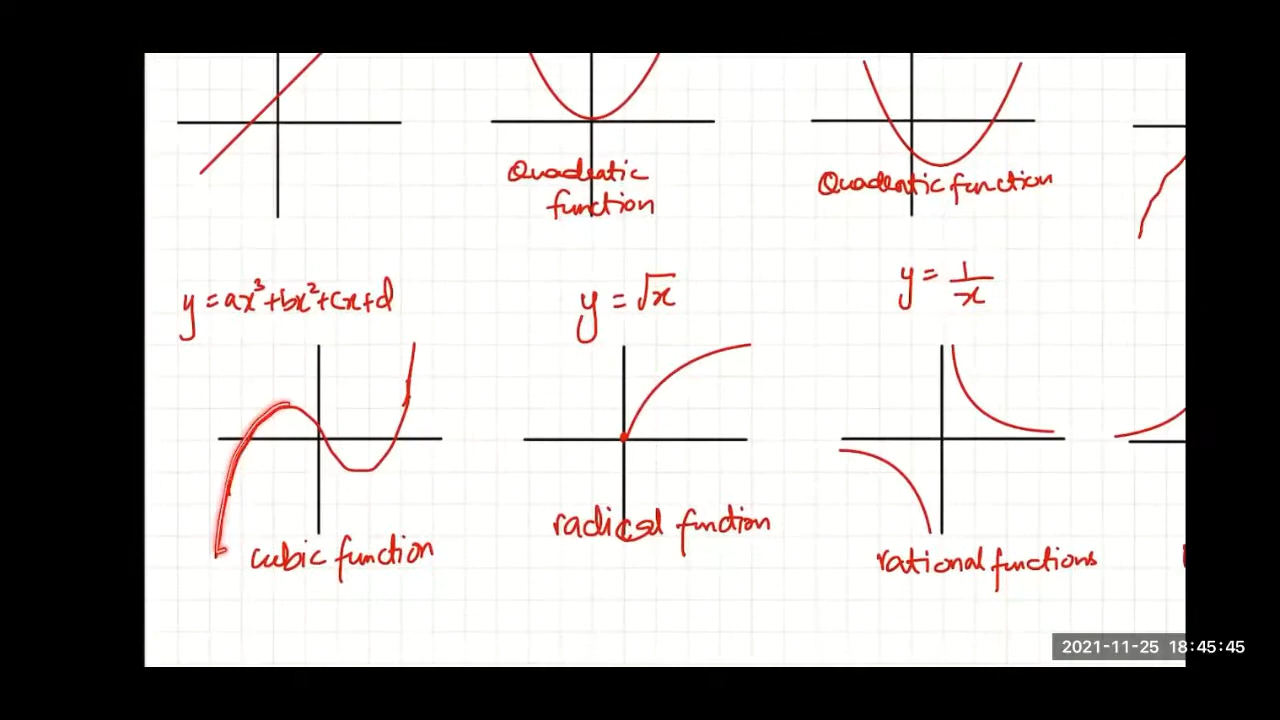 Quadratic
function
Quadratic function
y = ax³+bx²+cx+d
y = √x
y = 1/x
cubic function
radical function
rational functions
2021-11-25 18:45:45